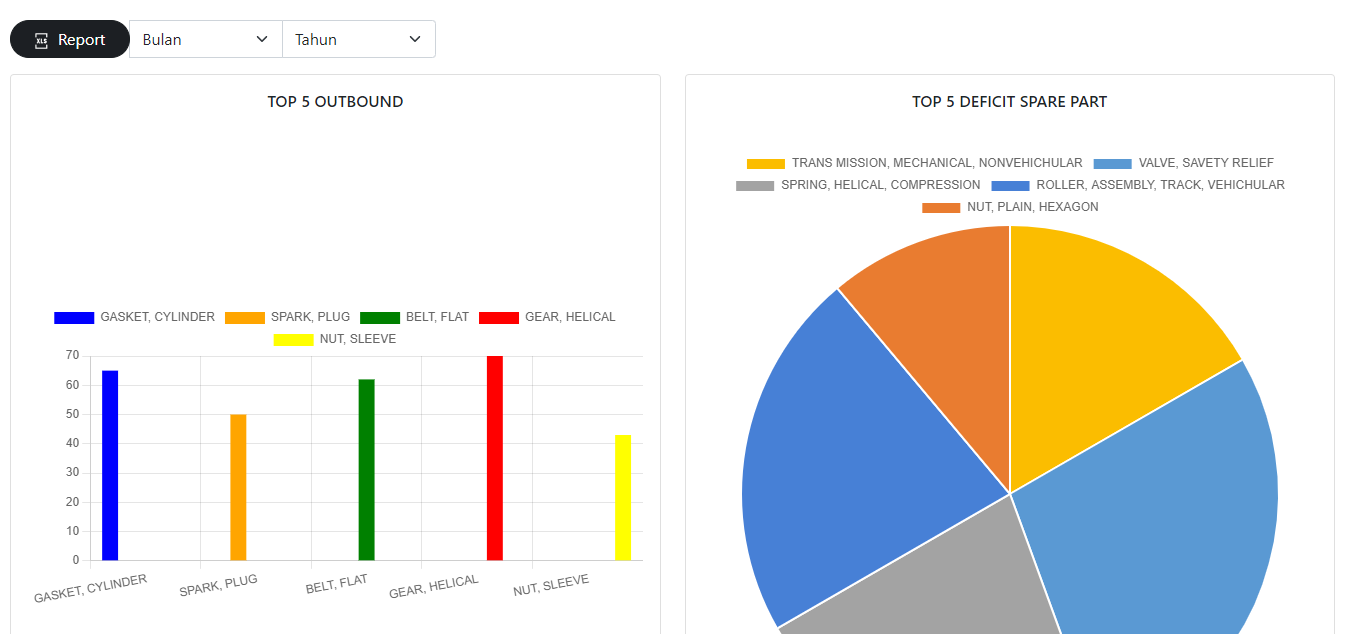 XLS Report Bulan Tahun
TOP 5 OUTBOUND
GASKET, CYLINDER SPARK, PLUG BELT, FLAT GEAR, HELICAL
NUT, SLEEVE
70
60
50
40
30
20
10
0
GASKET, CYLINDER SPARK, PLUG BELT, FLAT GEAR, HELICAL NUT, SLEEVE
TOP 5 DEFICIT SPARE PART
TRANS MISSION, MECHANICAL, NONVEHICHULAR VALVE, SAVETY RELIEF
SPRING, HELICAL, COMPRESSION ROLLER, ASSEMBLY, TRACK, VEHICHULAR
NUT, PLAIN, HEXAGON